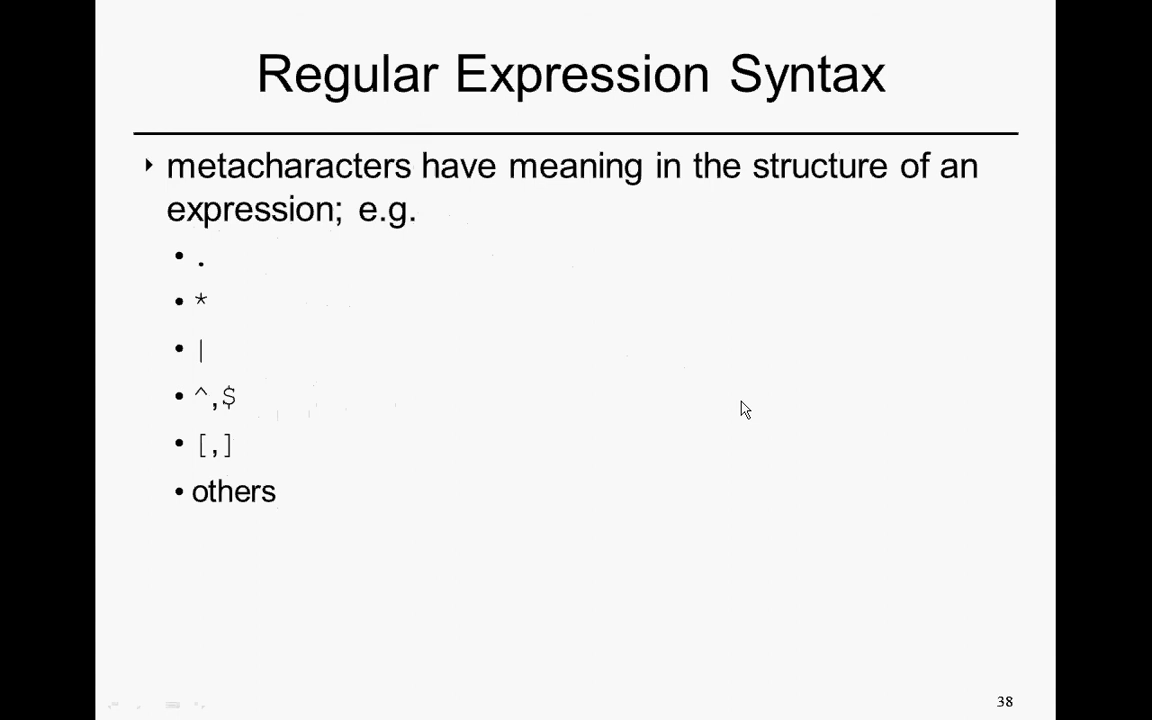 Regular Expression Syntax
metacharacters have meaning in the structure of an
expression; e.g.
• .
• *
• |
• ^,$
• [,]
• others
38